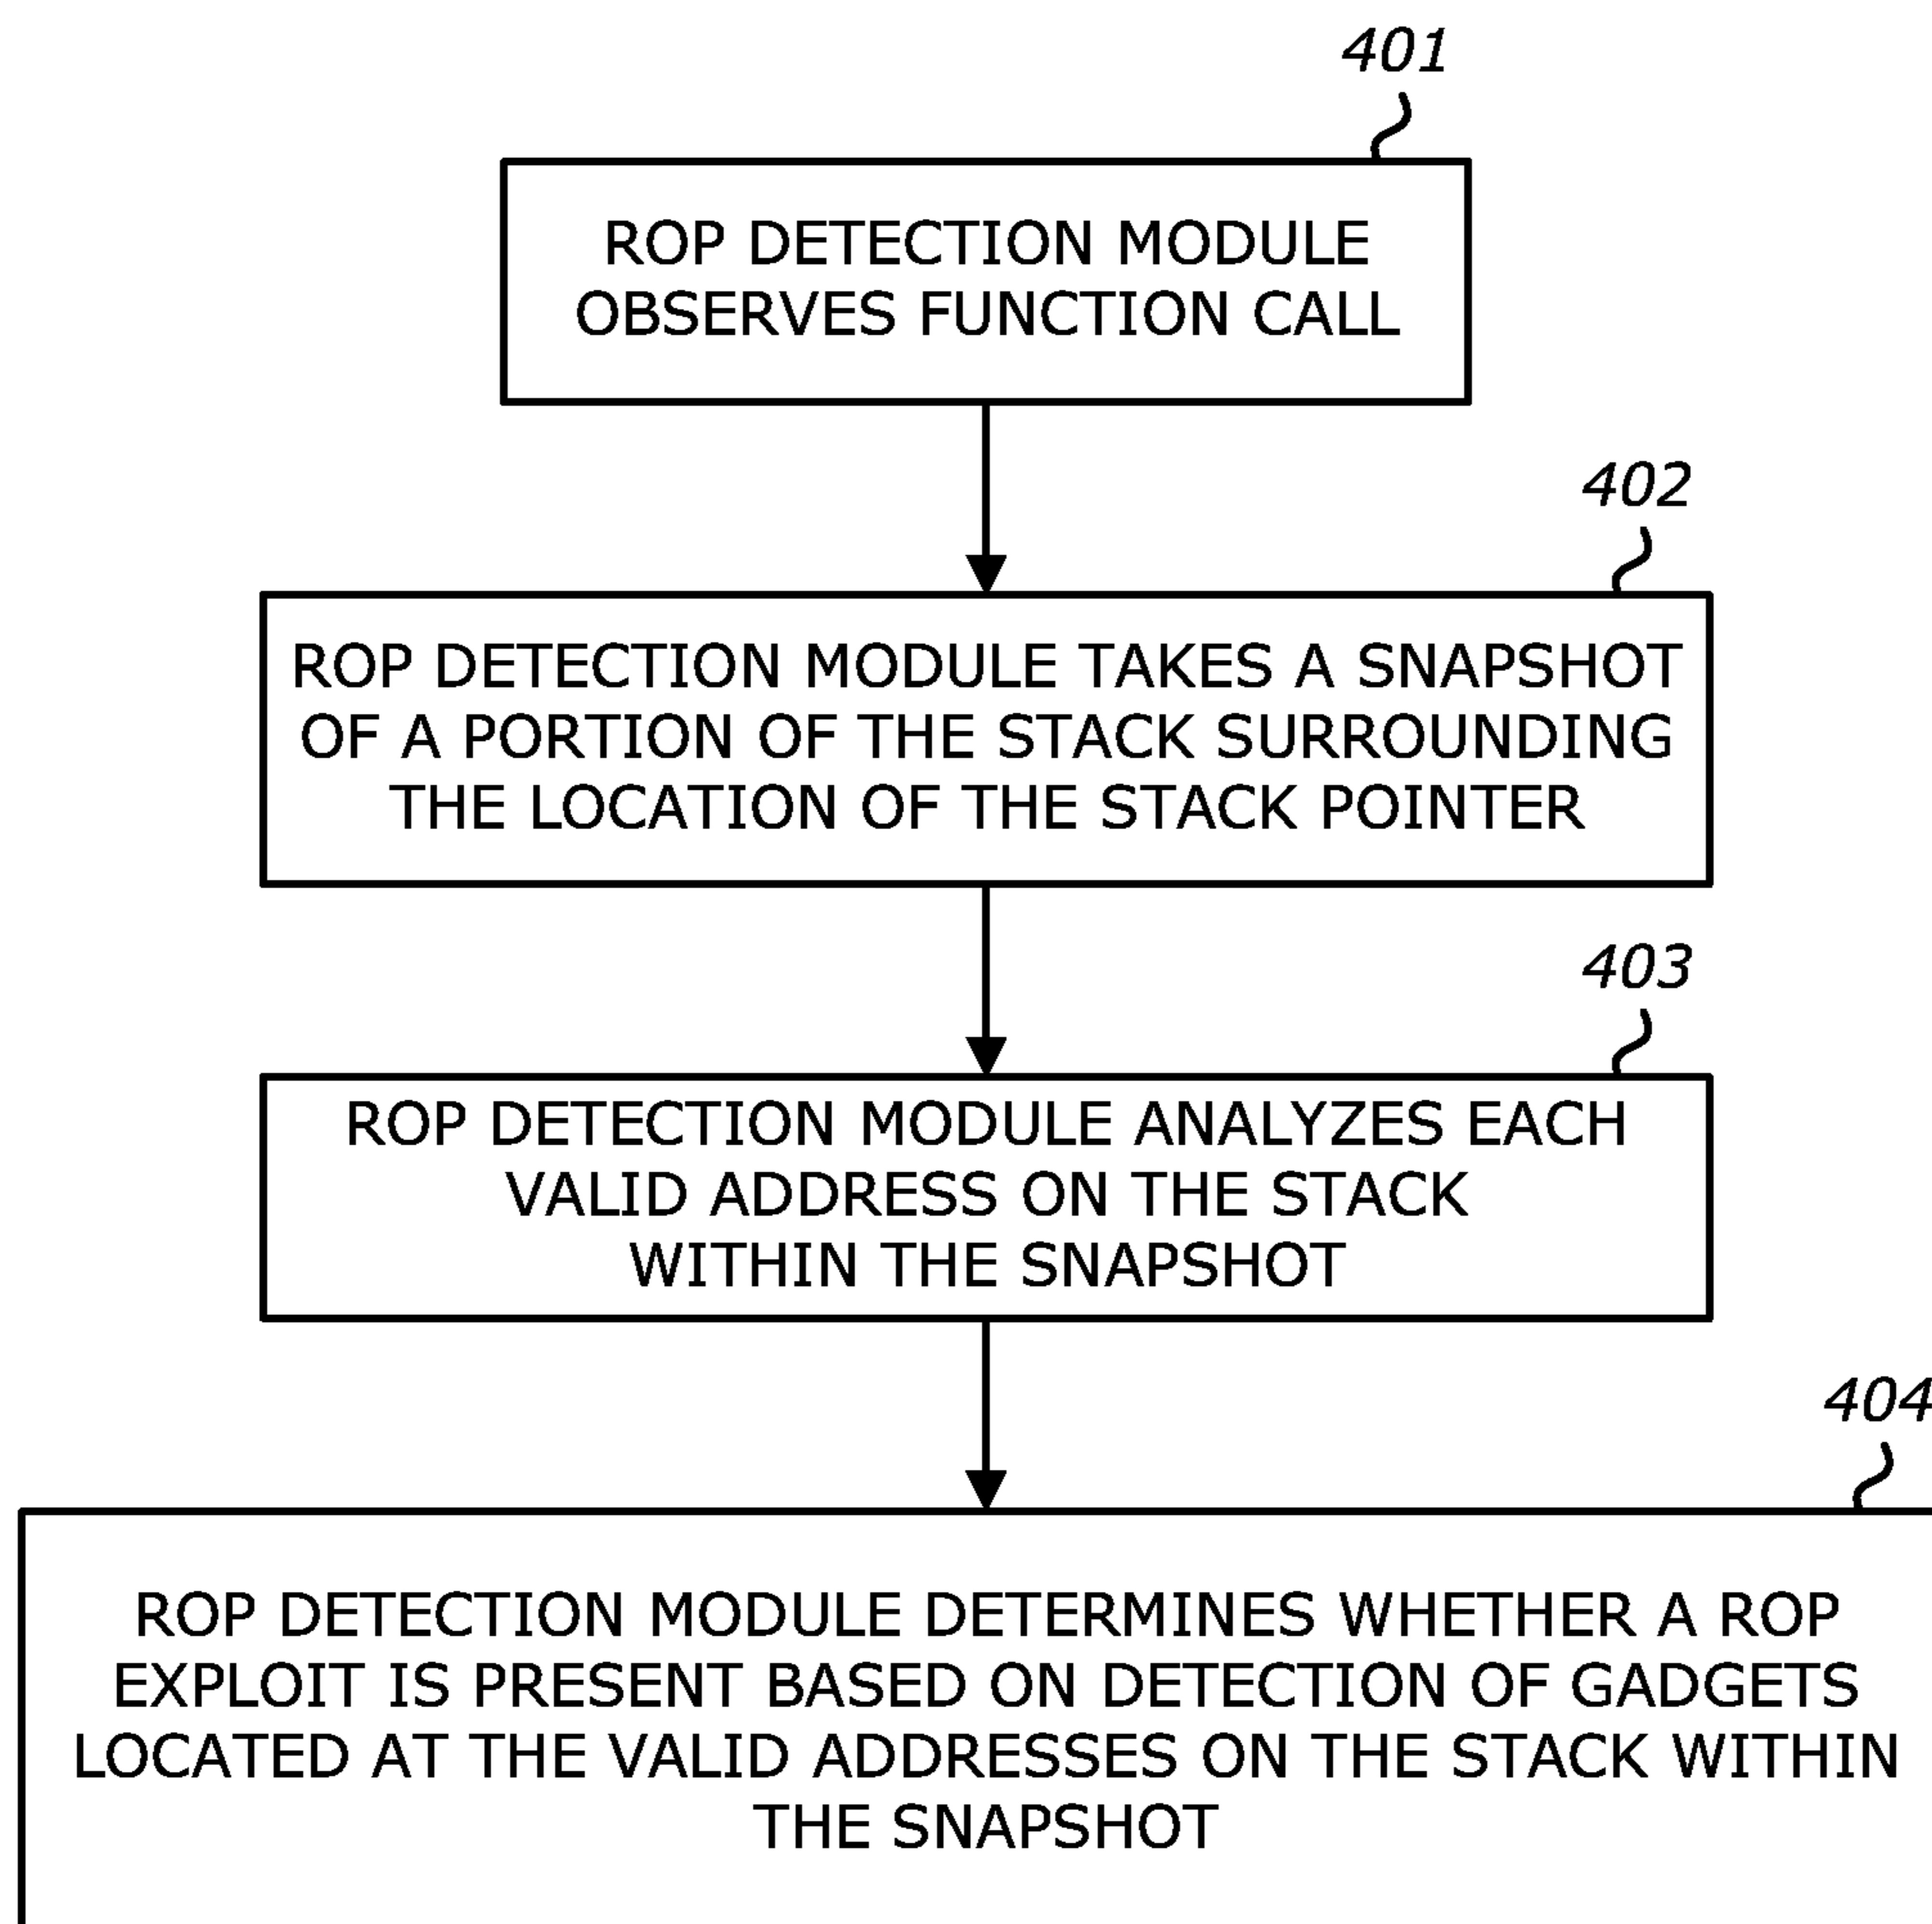 401
ROP DETECTION MODULE
OBSERVES FUNCTION CALL
402
ROP DETECTION MODULE TAKES A SNAPSHOT
OF A PORTION OF THE STACK SURROUNDING
THE LOCATION OF THE STACK POINTER
403
ROP DETECTION MODULE ANALYZES EACH
VALID ADDRESS ON THE STACK
WITHIN THE SNAPSHOT
404
ROP DETECTION MODULE DETERMINES WHETHER A ROP
EXPLOIT IS PRESENT BASED ON DETECTION OF GADGETS
LOCATED AT THE VALID ADDRESSES ON THE STACK WITHIN
THE SNAPSHOT